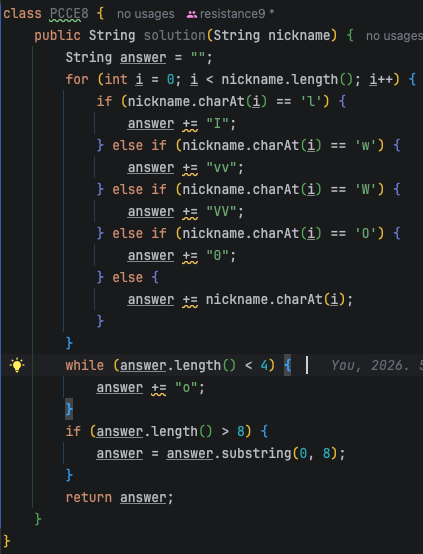 class PCCE8 {  no usages  resistance9 *
    public String solution(String nickname) {  no usages
        String answer = "";
        for (int i = 0; i < nickname.length(); i++) {
            if (nickname.charAt(i) == 'l') {
                answer += "I";
            } else if (nickname.charAt(i) == 'w') {
                answer += "vv";
            } else if (nickname.charAt(i) == 'W') {
                answer += "VV";
            } else if (nickname.charAt(i) == 'O') {
                answer += "0";
            } else {
                answer += nickname.charAt(i);
            }
        }
        while (answer.length() < 4) {  You, 2026.
            answer += "o";
        }
        if (answer.length() > 8) {
            answer = answer.substring(0, 8);
        }
        return answer;
    }
}